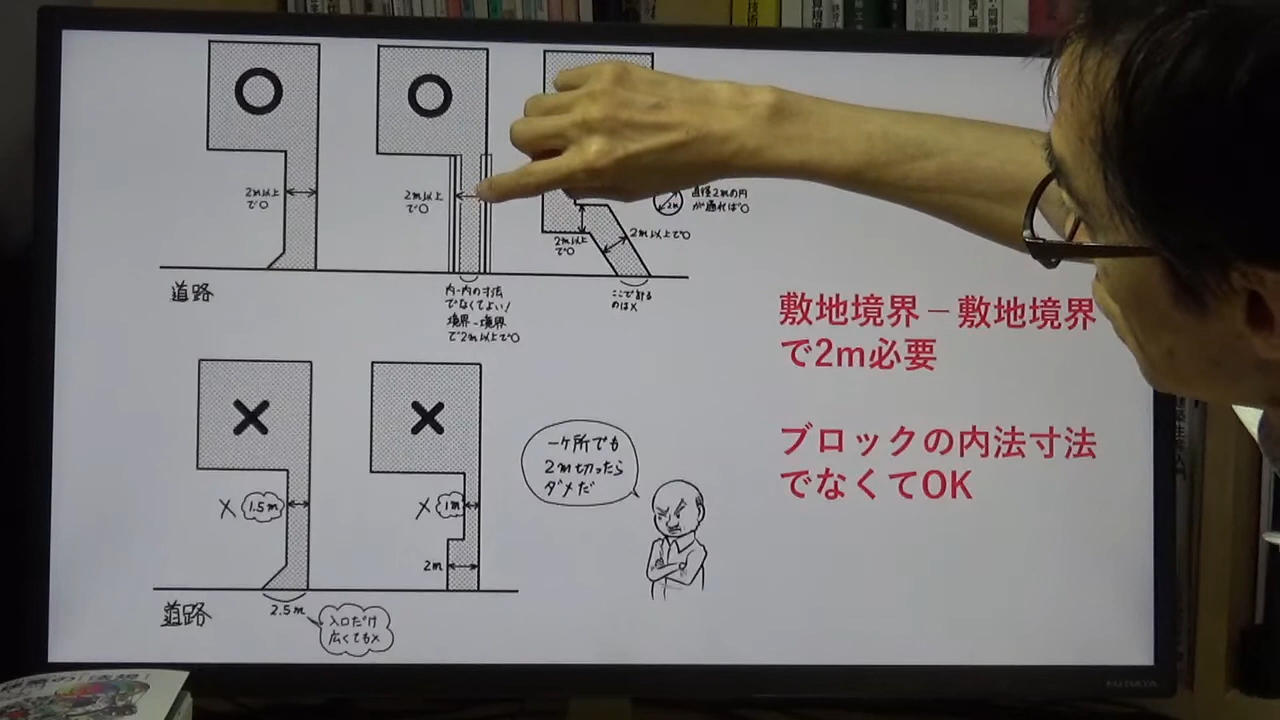 2m以上
で○
2m以上
で○
直径2mの円
が通れば○
2m
2m以上で○
2m以上
で○
道路
内-内の寸法
でなくてよい!
境界-境界
で2m以上で○
ここで測る
のは×
敷地境界－敷地境界
で2m必要
ブロックの内法寸法
でなくてOK
一ヶ所でも
2m切ったら
ダメだ
× 1.5m
× 1m
2m
道路
2.5m
入口だけ
広くても×